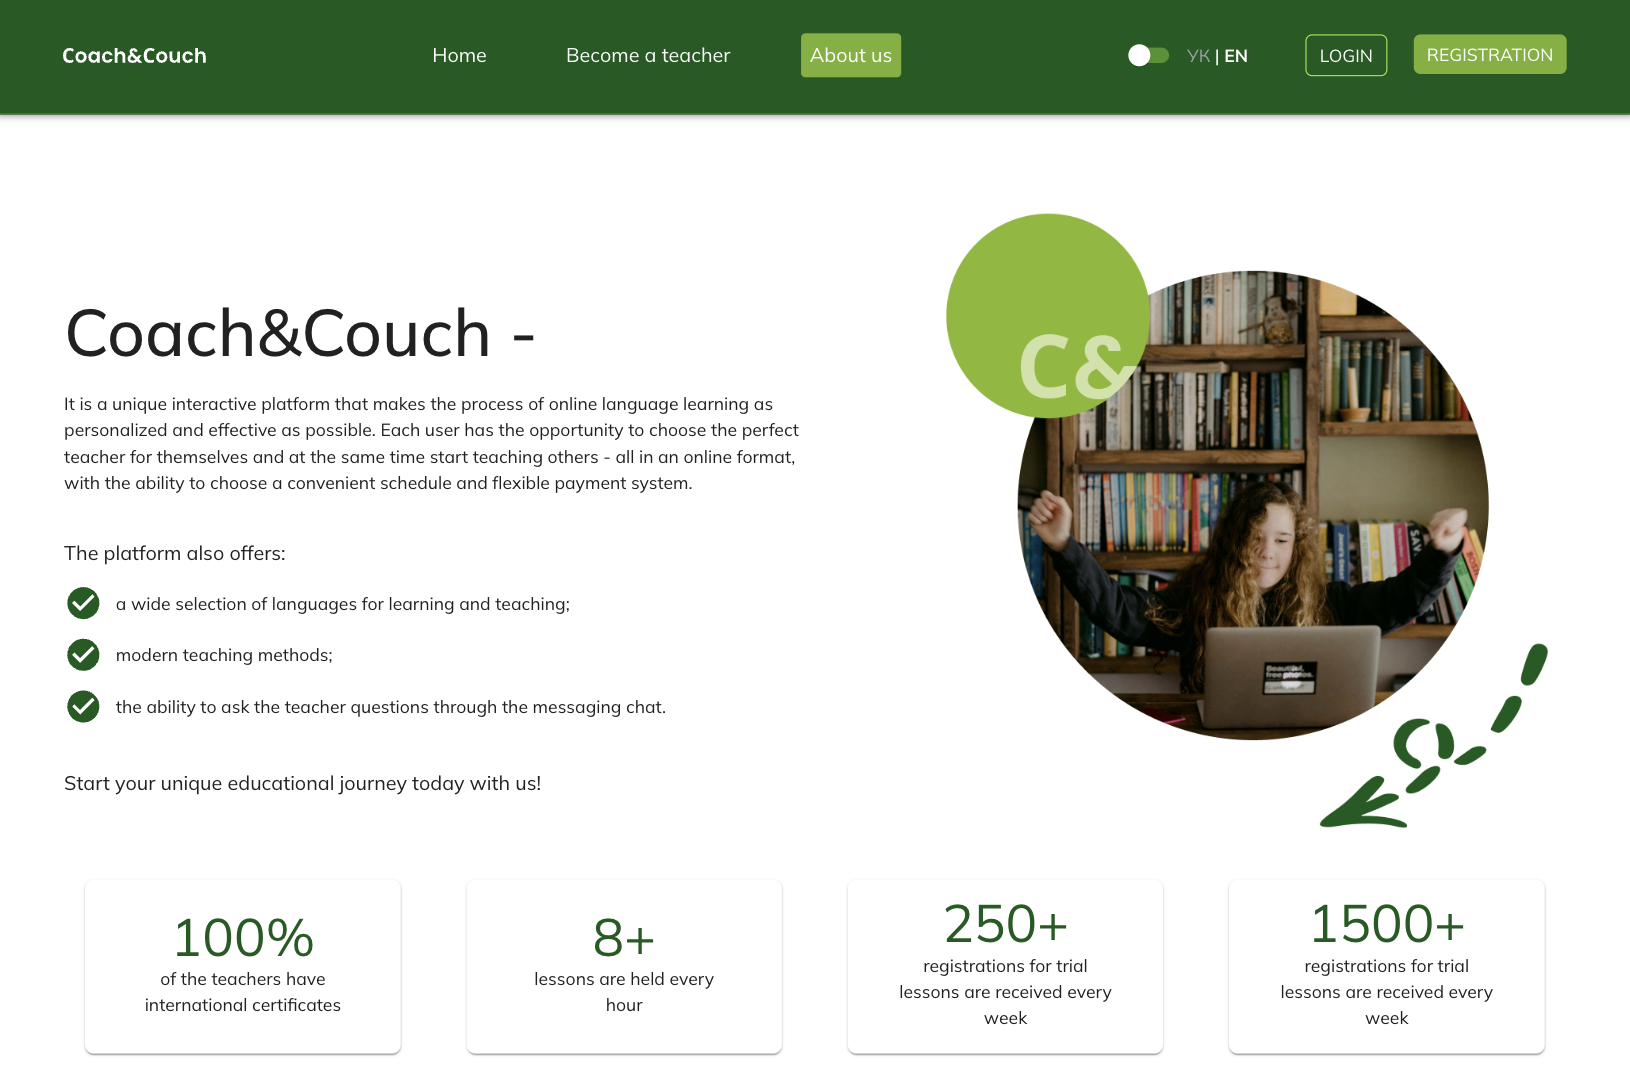 Coach&Couch
Home
Become a teacher
About us
УК | EN
LOGIN
REGISTRATION
C&
Coach&Couch -
It is a unique interactive platform that makes the process of online language learning as
personalized and effective as possible. Each user has the opportunity to choose the perfect
teacher for themselves and at the same time start teaching others - all in an online format,
with the ability to choose a convenient schedule and flexible payment system.
The platform also offers:
a wide selection of languages for learning and teaching;
modern teaching methods;
the ability to ask the teacher questions through the messaging chat.
Start your unique educational journey today with us!
Beautiful,
free photos.
100%
of the teachers have
international certificates
8+
lessons are held every
hour
250+
registrations for trial
lessons are received every
week
1500+
registrations for trial
lessons are received every
week